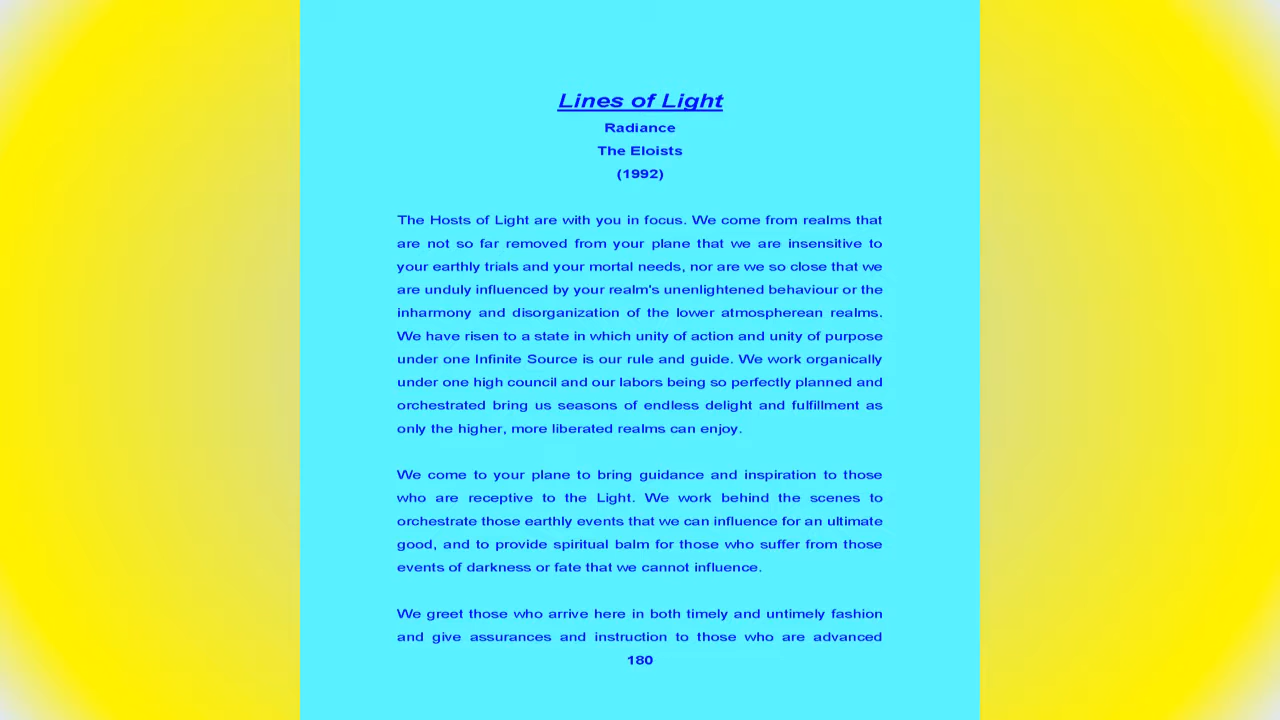 Lines of Light
Radiance
The Eloists
(1992)
The Hosts of Light are with you in focus. We come from realms that
are not so far removed from your plane that we are insensitive to
your earthly trials and your mortal needs, nor are we so close that we
are unduly influenced by your realm's unenlightened behaviour or the
inharmony and disorganization of the lower atmospherean realms.
We have risen to a state in which unity of action and unity of purpose
under one Infinite Source is our rule and guide. We work organically
under one high council and our labors being so perfectly planned and
orchestrated bring us seasons of endless delight and fulfillment as
only the higher, more liberated realms can enjoy.
We come to your plane to bring guidance and inspiration to those
who are receptive to the Light. We work behind the scenes to
orchestrate those earthly events that we can influence for an ultimate
good, and to provide spiritual balm for those who suffer from those
events of darkness or fate that we cannot influence.
We greet those who arrive here in both timely and untimely fashion
and give assurances and instruction to those who are advanced
180